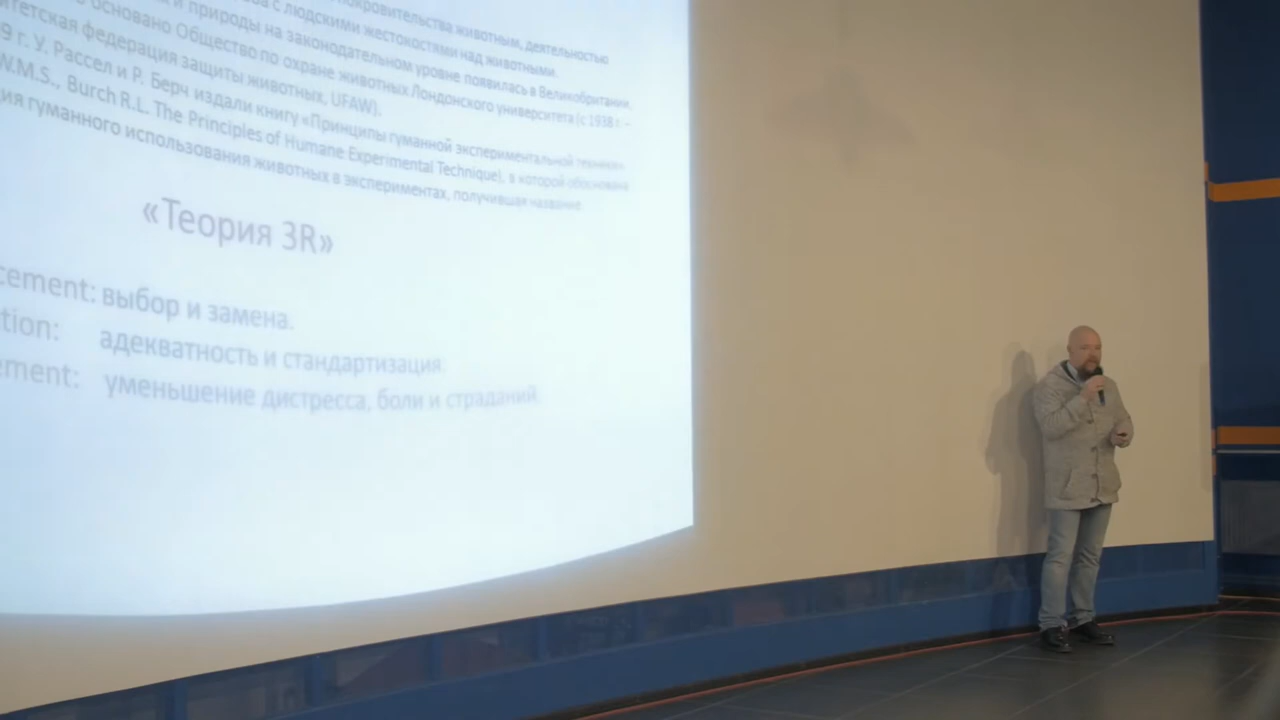 покровительства животным, деятельностью
с людскими жестокостями над животными.
и природы на законодательном уровне появилась в Великобритании,
основано Общество по охране животных Лондонского университета (с 1938 г. –
итетская федерация защиты животных, UFAW).
9 г. У. Рассел и Р. Берч издали книгу «Принципы гуманной экспериментальной техники»
W.M.S., Burch R.L. The Principles of Humane Experimental Technique), в которой обоснована
ия гуманного использования животных в экспериментах, получившая название
«Теория 3R»
cement: выбор и замена.
tion: адекватность и стандартизация.
ement: уменьшение дистресса, боли и страданий.